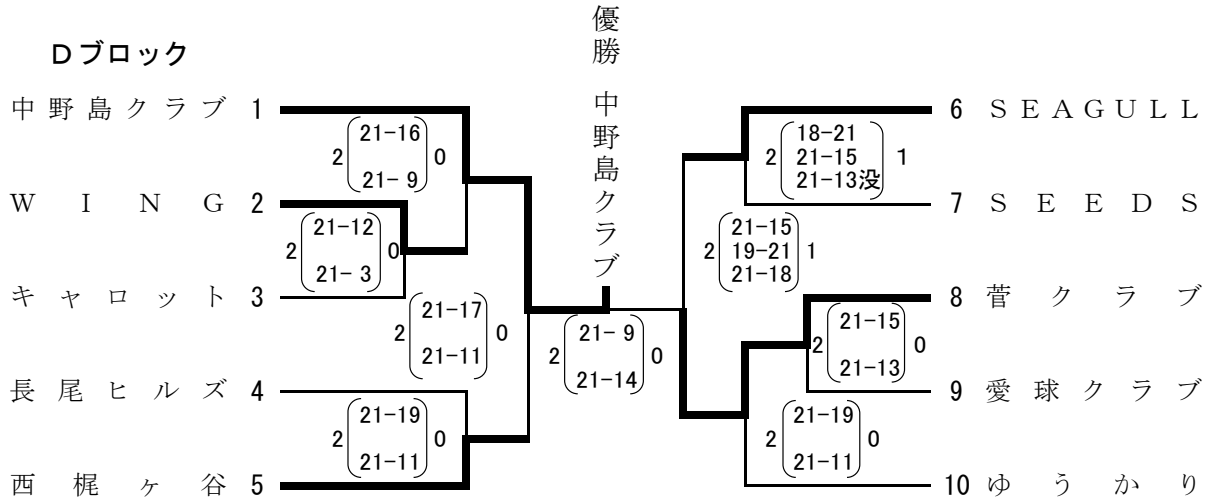 Dブロック
優勝 中野島クラブ
中野島クラブ 1
21-16
2 0
21- 9
WING 2
21-12
2 0
21- 3
キャロット 3
21-17
2 0
21-11
長尾ヒルズ 4
21-19
2 0
21-11
西梶ヶ谷 5
21- 9
2 0
21-14
6 SEAGULL
18-21
2 21-15 1
21-13没
7 SEEDS
21-15
2 19-21 1
21-18
8 菅クラブ
21-15
2 0
21-13
9 愛球クラブ
21-19
2 0
21-11
10 ゆうかり